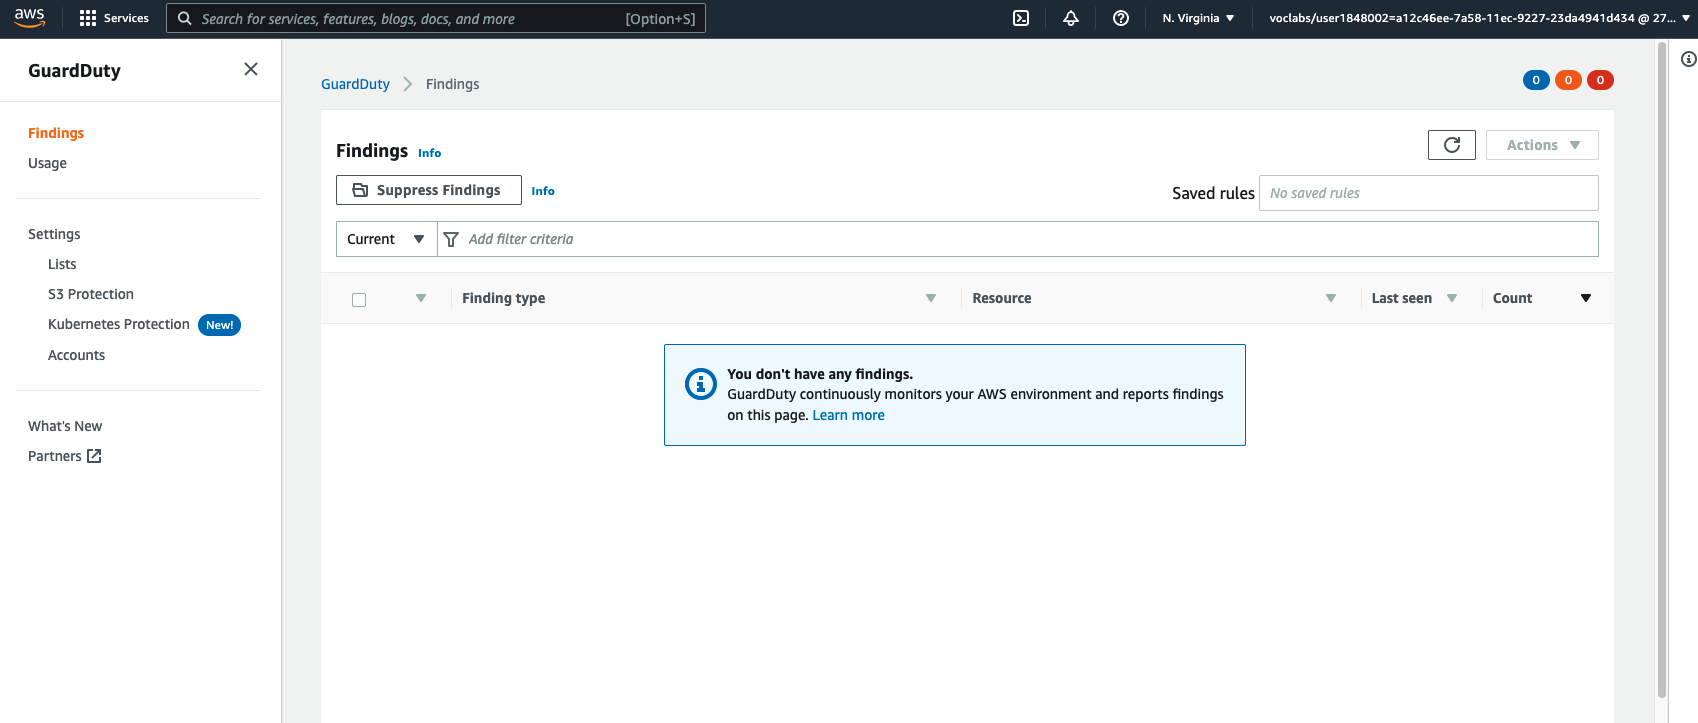 aws
Services
Search for services, features, blogs, docs, and more
[Option+S]
N. Virginia
voclabs/user1848002=a12c46ee-7a58-11ec-9227-23da4941d434 @ 27...
GuardDuty
Findings
Usage
Settings
Lists
S3 Protection
Kubernetes Protection New!
Accounts
What's New
Partners
GuardDuty Findings
0 0 0
Findings Info
Actions
Suppress Findings Info
Saved rules No saved rules
Current Add filter criteria
Finding type Resource Last seen Count
You don't have any findings.
GuardDuty continuously monitors your AWS environment and reports findings
on this page. Learn more